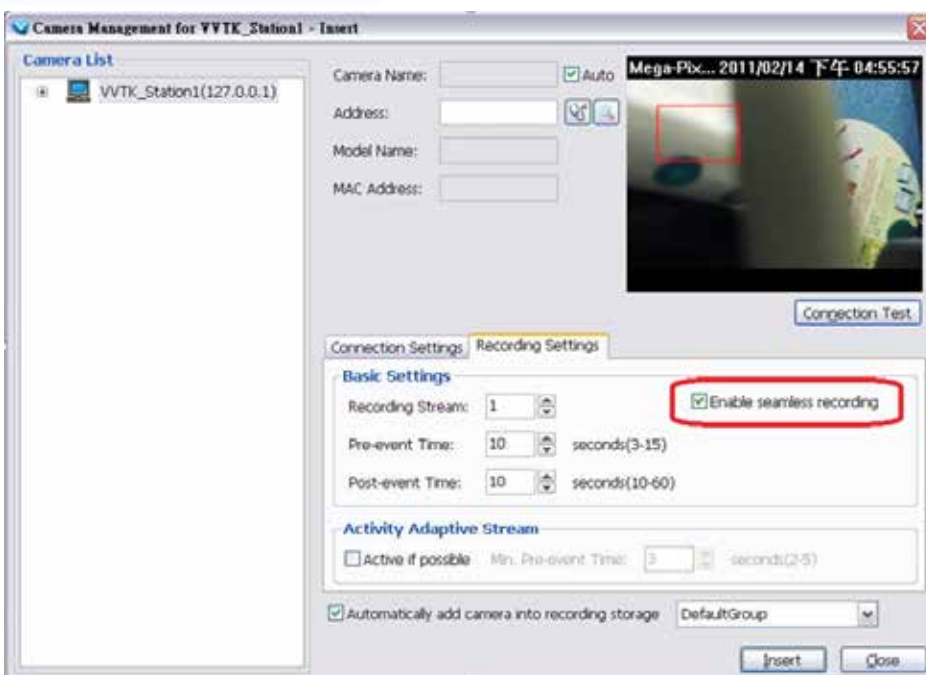 Camera Management for VVTK_Station1 - Insert
Camera List
VVTK_Station1(127.0.0.1)
Camera Name:
Auto
Address:
Model Name:
MAC Address:
Mega-Pix... 2011/02/14 下午 04:55:57
Connection Test
Connection Settings
Recording Settings
Basic Settings
Recording Stream: 1
Enable seamless recording
Pre-event Time: 10 seconds(3-15)
Post-event Time: 10 seconds(10-60)
Activity Adaptive Stream
Active if possible Min. Pre-event Time: 3 seconds(2-5)
Automatically add camera into recording storage DefaultGroup
Insert
Close